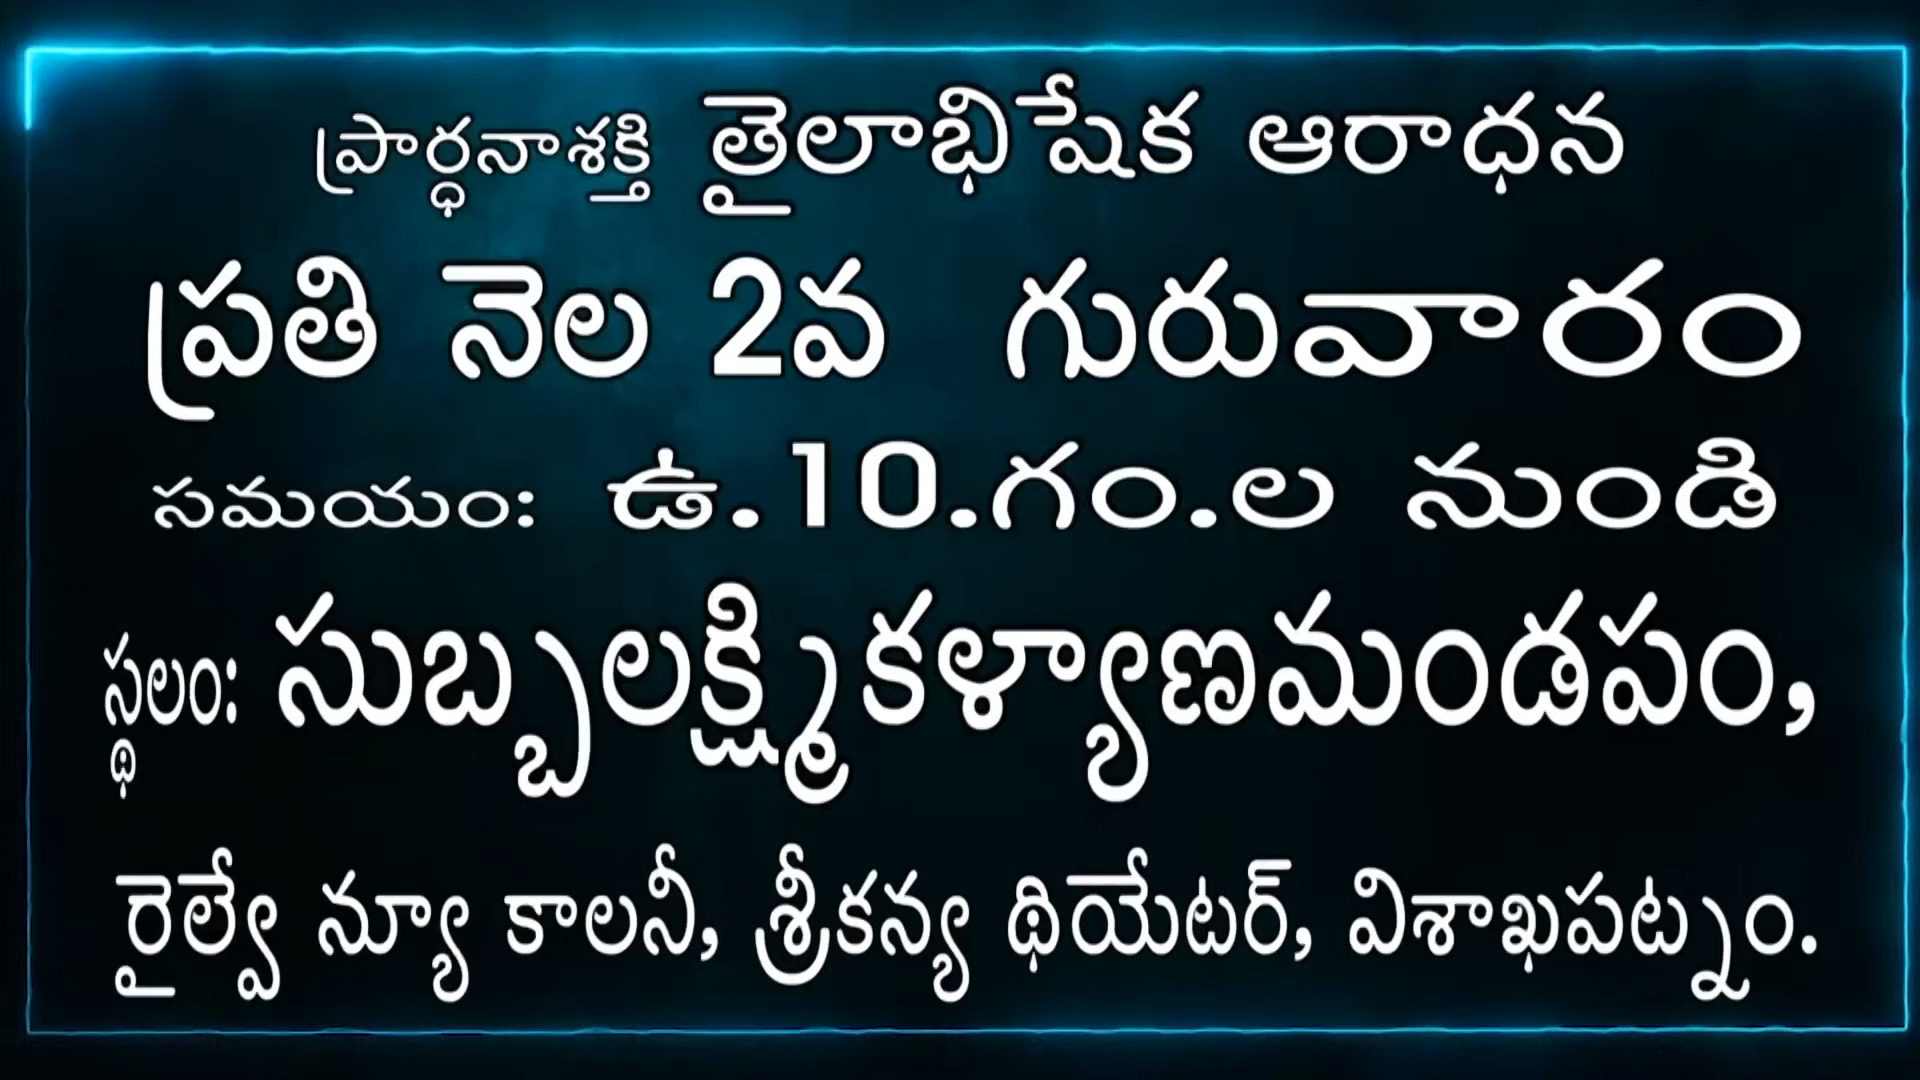 ప్రార్ధనాశక్తి తైలాభిషేక ఆరాధన
ప్రతి నెల 2వ గురువారం
సమయం: ఉ.10.గం.ల నుండి
స్థలం: సుబ్బలక్ష్మికళ్యాణమండపం,
రైల్వే న్యూ కాలనీ, శ్రీకన్య థియేటర్, విశాఖపట్నం.